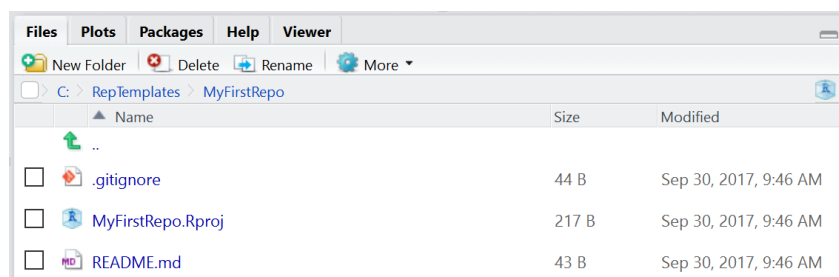 Files Plots Packages Help Viewer
New Folder Delete Rename More
C: RepTemplates MyFirstRepo
Name Size Modified
..
.gitignore 44 B Sep 30, 2017, 9:46 AM
MyFirstRepo.Rproj 217 B Sep 30, 2017, 9:46 AM
README.md 43 B Sep 30, 2017, 9:46 AM